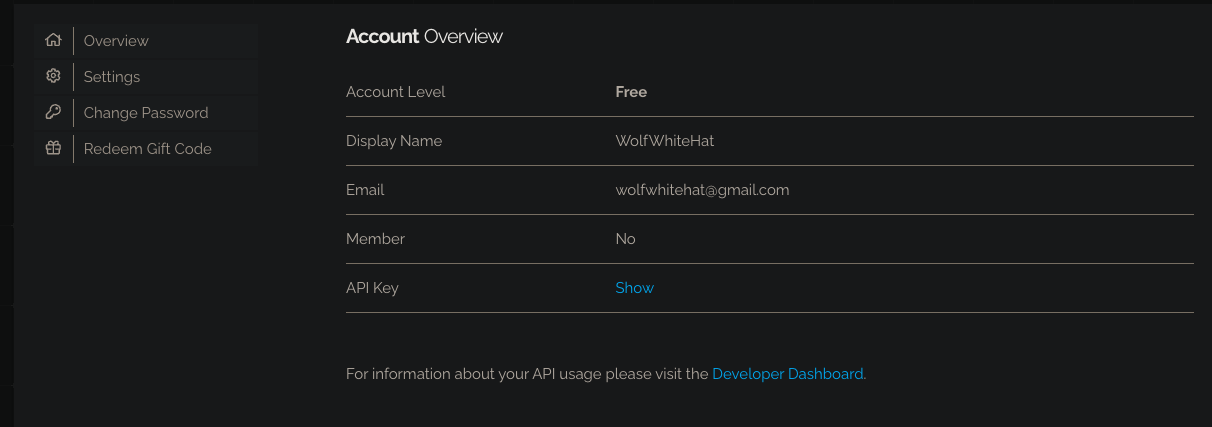 Overview
Settings
Change Password
Redeem Gift Code
Account Overview
Account Level Free
Display Name WolfWhiteHat
Email wolfwhitehat@gmail.com
Member No
API Key Show
For information about your API usage please visit the Developer Dashboard.